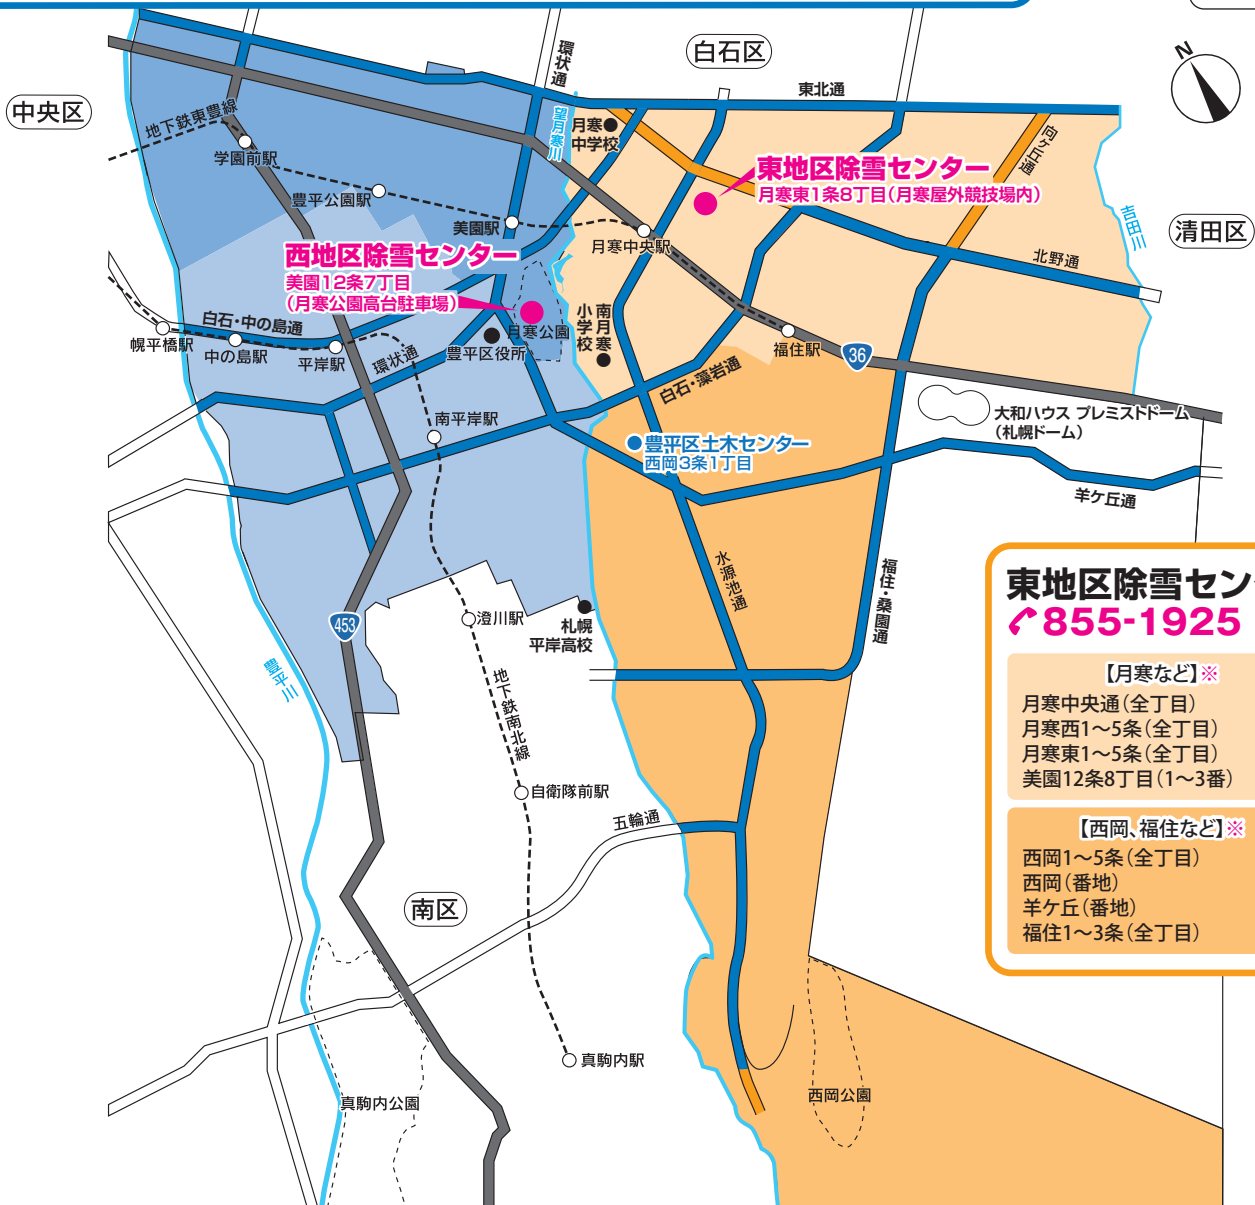 白石区
中央区
清田区
南区
N
環状通
東北通
望月寒川
月寒
中学校
向ヶ丘通
吉田川
地下鉄東豊線
学園前駅
豊平公園駅
美園駅
月寒中央駅
東地区除雪センター
月寒東1条8丁目(月寒屋外競技場内)
北野通
西地区除雪センター
美園12条7丁目
(月寒公園高台駐車場)
月寒公園
南月寒
小学校
白石・中の島通
幌平橋駅
中の島駅
平岸駅
環状通
豊平区役所
福住駅
36
白石・藻岩通
南平岸駅
大和ハウス プレミストドーム
(札幌ドーム)
豊平区土木センター
西岡3条1丁目
羊ケ丘通
水源池通
福住・桑園通
453
澄川駅
札幌
平岸高校
豊平川
地下鉄南北線
自衛隊前駅
五輪通
真駒内駅
真駒内公園
西岡公園
東地区除雪セン
855-1925
【月寒など】※
月寒中央通(全丁目)
月寒西1〜5条(全丁目)
月寒東1〜5条(全丁目)
美園12条8丁目(1〜3番)
【西岡、福住など】※
西岡1〜5条(全丁目)
西岡(番地)
羊ケ丘(番地)
福住1〜3条(全丁目)